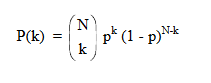 P(k) = (N k) p^k (1 - p)^{N-k}